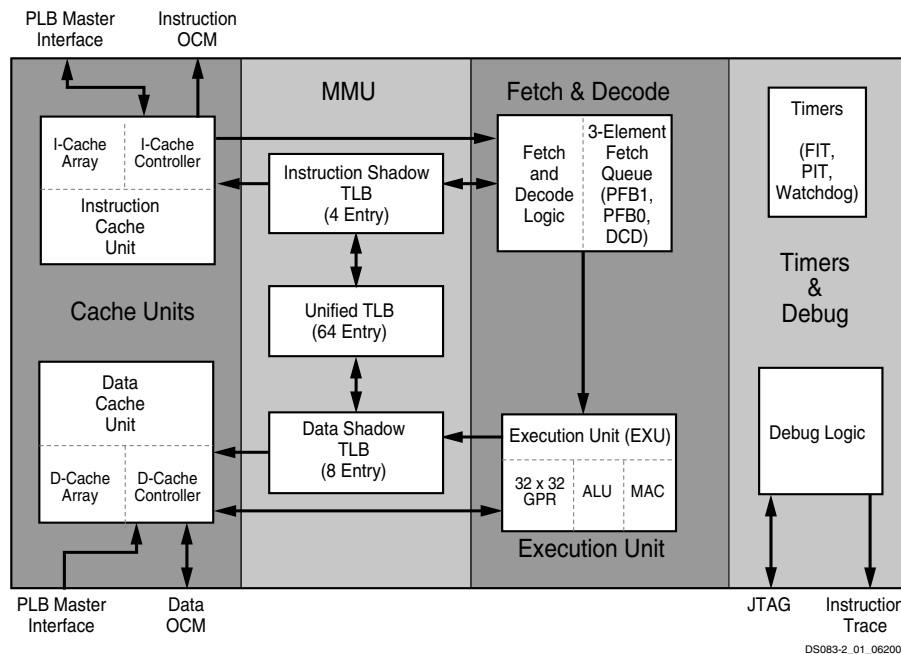 PLB Master
Interface
Instruction
OCM
MMU
Fetch & Decode
I-Cache
Array
I-Cache
Controller
Instruction
Cache
Unit
Instruction Shadow
TLB
(4 Entry)
Fetch
and
Decode
Logic
3-Element
Fetch
Queue
(PFB1,
PFB0,
DCD)
Timers
(FIT,
PIT,
Watchdog)
Cache Units
Unified TLB
(64 Entry)
Timers
&
Debug
Data
Cache
Unit
D-Cache
Array
D-Cache
Controller
Data Shadow
TLB
(8 Entry)
Execution Unit (EXU)
32 x 32
GPR
ALU
MAC
Execution Unit
Debug Logic
PLB Master
Interface
Data
OCM
JTAG
Instruction
Trace
DS083-2_01_06200